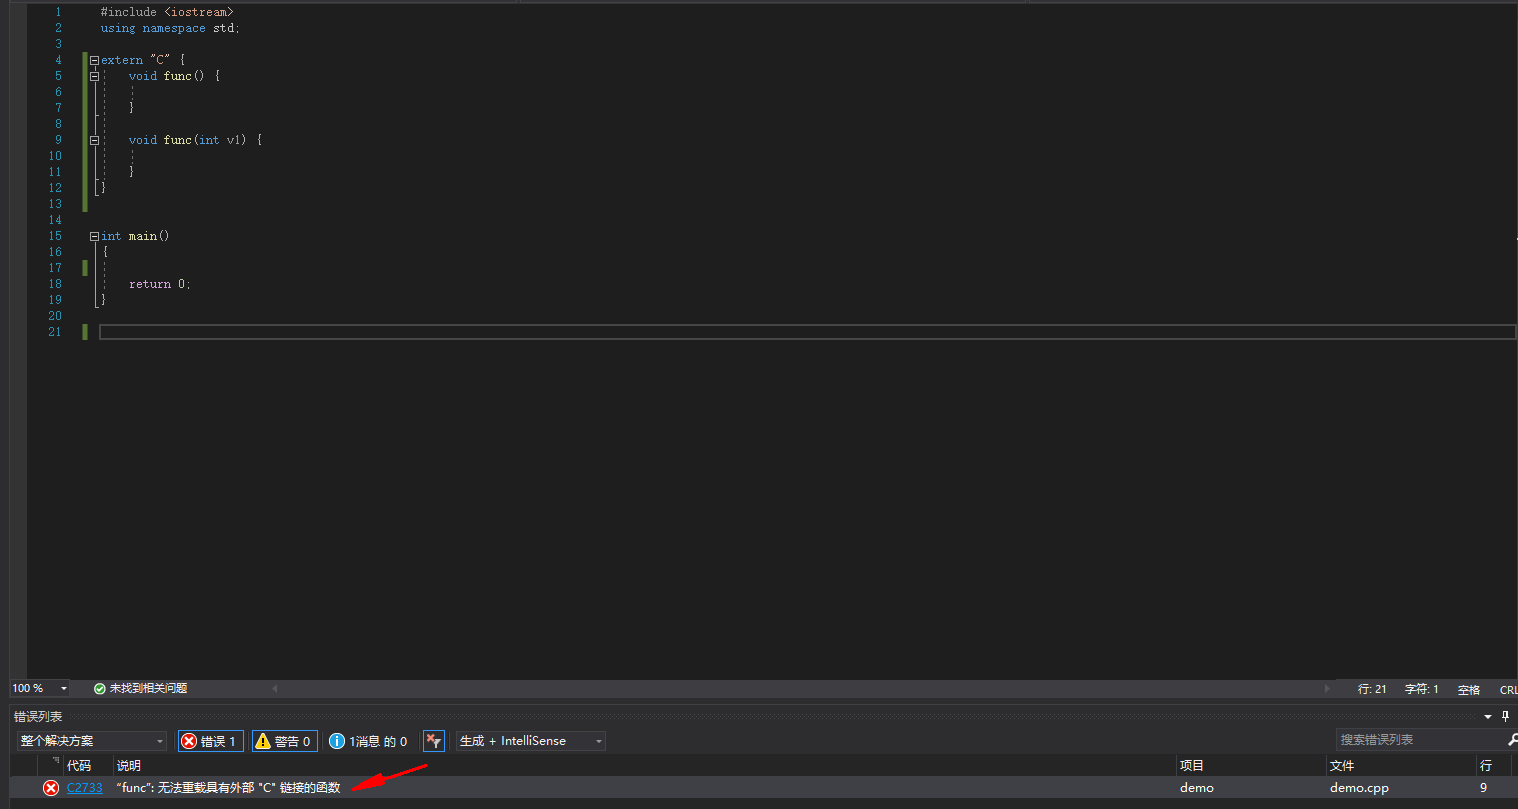 1 #include <iostream>
2 using namespace std;
3
4 extern "C" {
5 void func() {
6
7 }
8
9 void func(int v1) {
10
11 }
12 }
13
14
15 int main()
16 {
17
18 return 0;
19 }
20
21
100 % 未找到相关问题 行: 21 字符: 1 空格 CRL
错误列表
整个解决方案 错误 1 警告 0 1消息 的 0 生成 + IntelliSense 搜索错误列表
代码 说明 项目 文件 行
C2733 “func”: 无法重载具有外部 "C" 链接的函数 demo demo.cpp 9